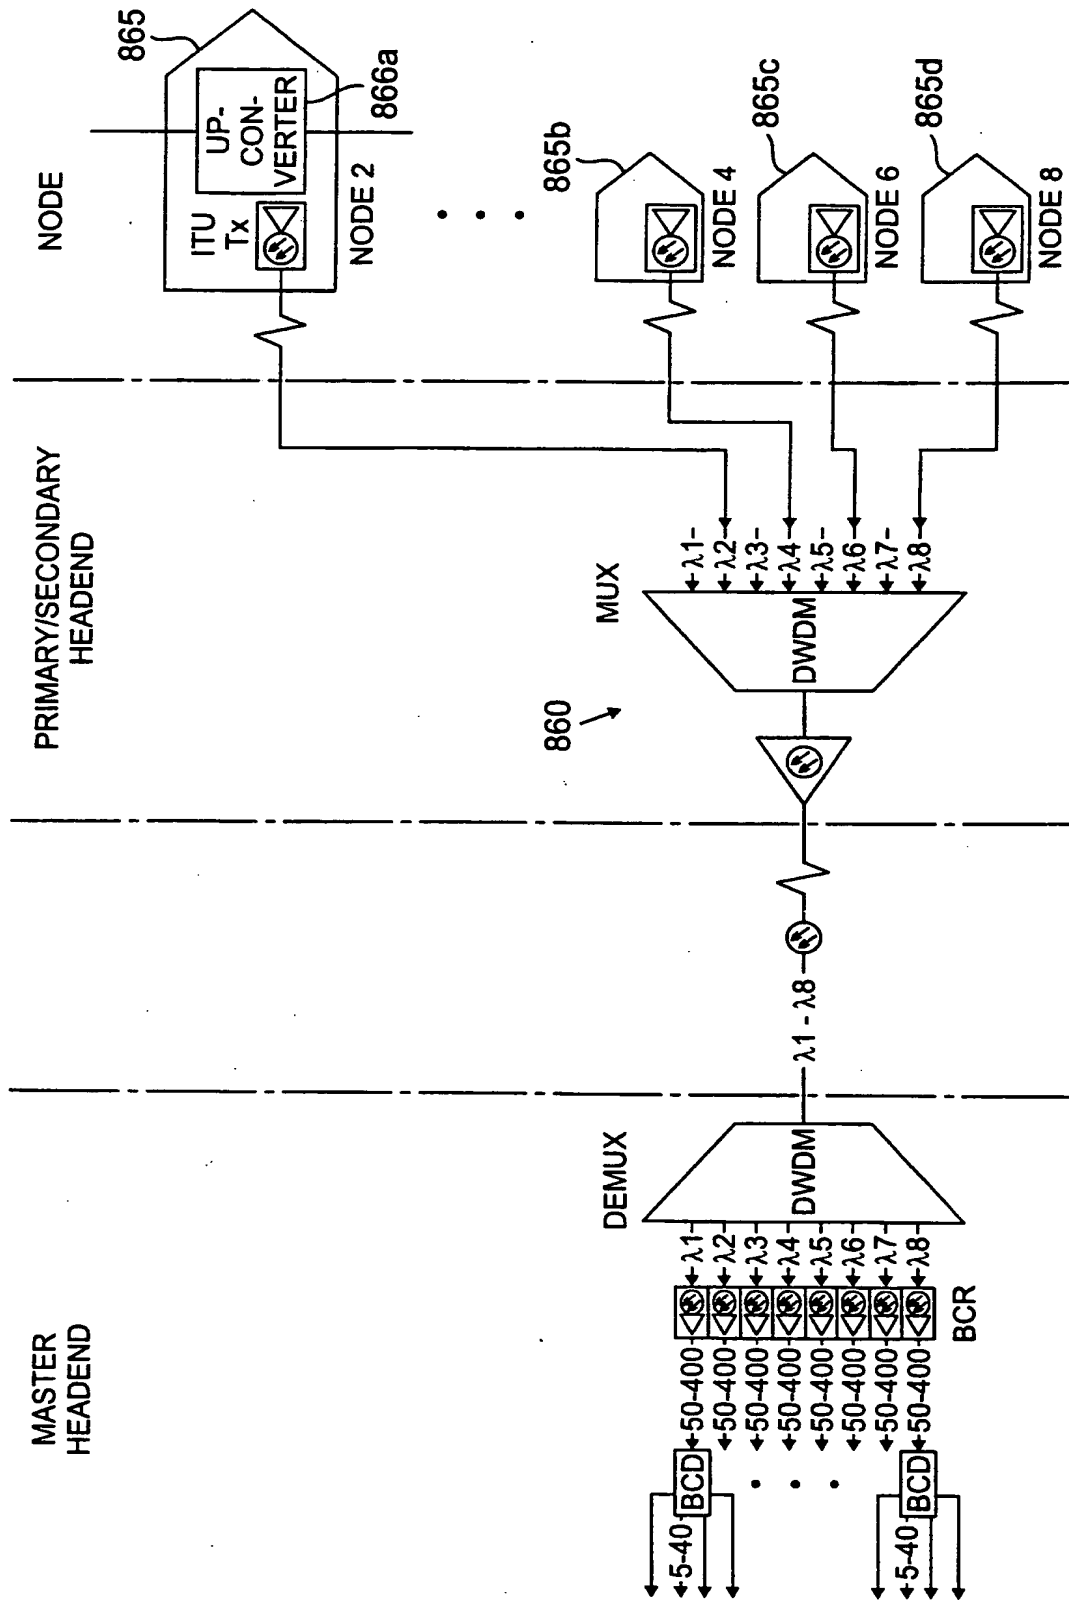 MASTER
HEADEND
PRIMARY/SECONDARY
HEADEND
NODE
865
UP-
CON-
VERTER
866a
ITU
Tx
NODE 2
865b
NODE 4
865c
NODE 6
865d
NODE 8
MUX
λ1
λ2
λ3
λ4
λ5
λ6
λ7
λ8
DWDM
860
λ1 - λ8
DEMUX
DWDM
λ1
λ2
λ3
λ4
λ5
λ6
λ7
λ8
BCR
50-400
50-400
50-400
50-400
50-400
50-400
50-400
50-400
BCD
5-40
BCD
5-40